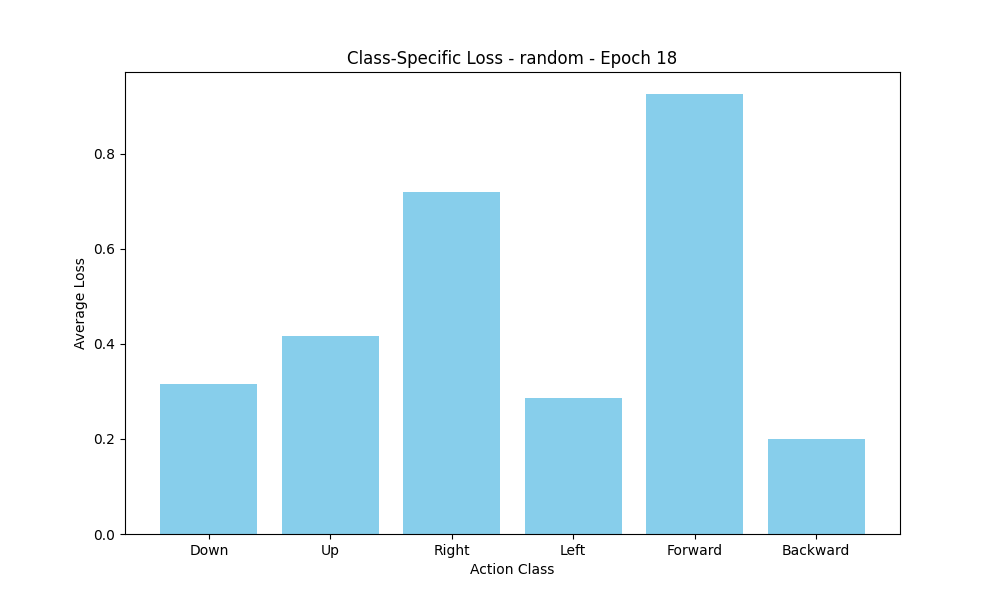 Class-Specific Loss - random - Epoch 18
Average Loss
0.8
0.6
0.4
0.2
0.0
Down Up Right Left Forward Backward
Action Class